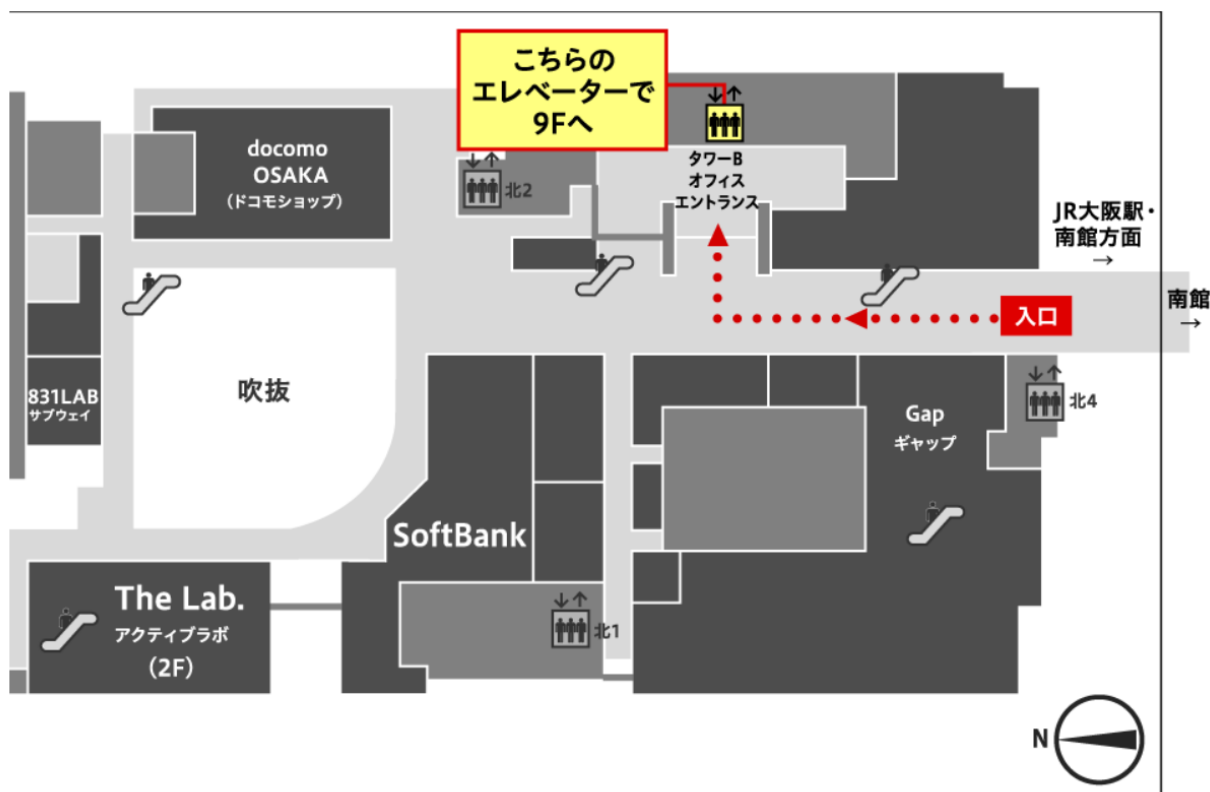 こちらの
エレベーターで
9Fへ
docomo
OSAKA
(ドコモショップ)
北2
タワーB
オフィス
エントランス
JR大阪駅・
南館方面
→
南館
→
入口
831LAB
サブウェイ
吹抜
Gap
ギャップ
北4
SoftBank
The Lab.
アクティブラボ
(2F)
北1
N